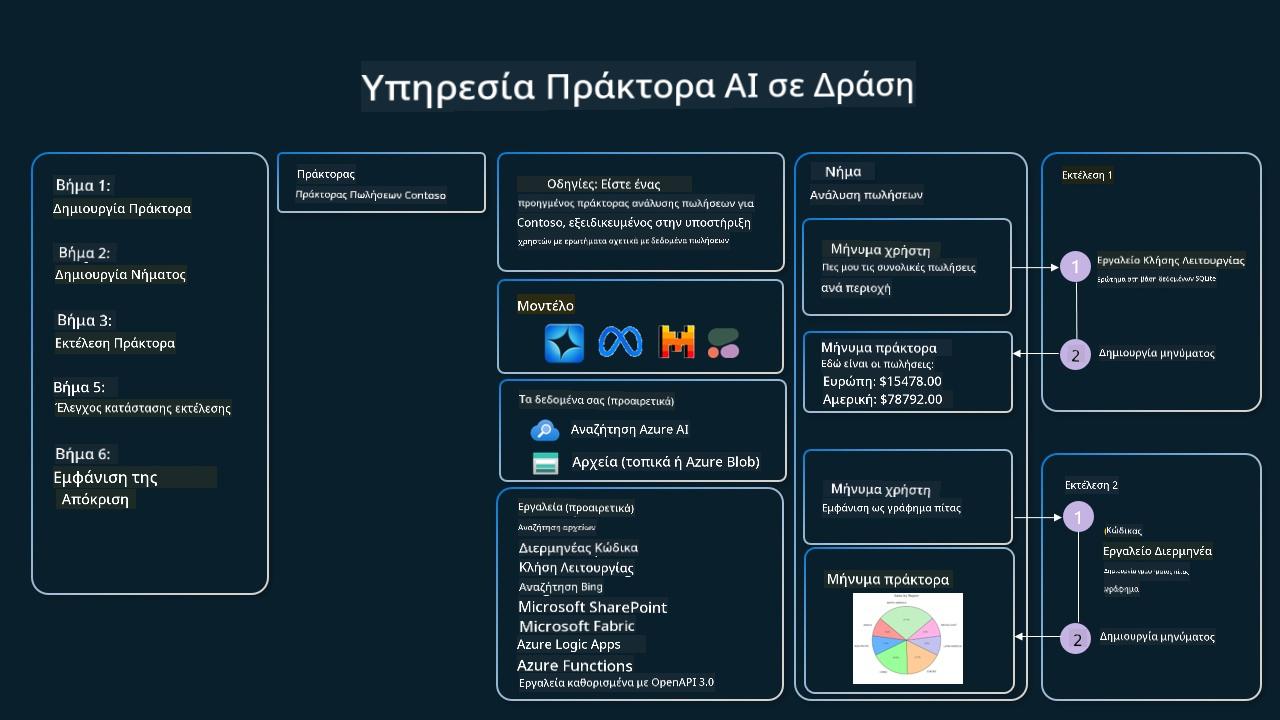 Υπηρεσία Πράκτορα AI σε Δράση
Βήμα 1:
Δημιουργία Πράκτορα
Βήμα 2:
Δημιουργία Νήματος
Βήμα 3:
Εκτέλεση Πράκτορα
Βήμα 5:
Έλεγχος κατάστασης εκτέλεσης
Βήμα 6:
Εμφάνιση της
Απόκριση
Πράκτορας
Πράκτορας Πωλήσεων Contoso
Οδηγίες: Είστε ένας
προηγμένος πράκτορας ανάλυσης πωλήσεων για
Contoso, εξειδικευμένος στην υποστήριξη
χρηστών με ερωτήματα σχετικά με δεδομένα πωλήσεων
Μοντέλο
Τα δεδομένα σας (προαιρετικά)
Αναζήτηση Azure AI
Αρχεία (τοπικά ή Azure Blob)
Εργαλεία (προαιρετικά)
Αναζήτηση αρχείων
Διερμηνέας Κώδικα
Κλήση Λειτουργίας
Αναζήτηση Bing
Microsoft SharePoint
Microsoft Fabric
Azure Logic Apps
Azure Functions
Εργαλεία καθορισμένα με OpenAPI 3.0
Νήμα
Ανάλυση πωλήσεων
Μήνυμα χρήστη
Πες μου τις συνολικές πωλήσεις
ανά περιοχή
Μήνυμα πράκτορα
Εδώ είναι οι πωλήσεις:
Ευρώπη: $15478.00
Αμερική: $78792.00
Μήνυμα χρήστη
Εμφάνιση ως γράφημα πίτας
Μήνυμα πράκτορα
Εκτέλεση 1
1
Εργαλείο Κλήσης Λειτουργίας
Ερώτημα στη βάση δεδομένων SQLite
2
Δημιουργία μηνύματος
Εκτέλεση 2
1
(Κώδικας
Εργαλείο Διερμηνέα
γράφημα
2
Δημιουργία μηνύματος